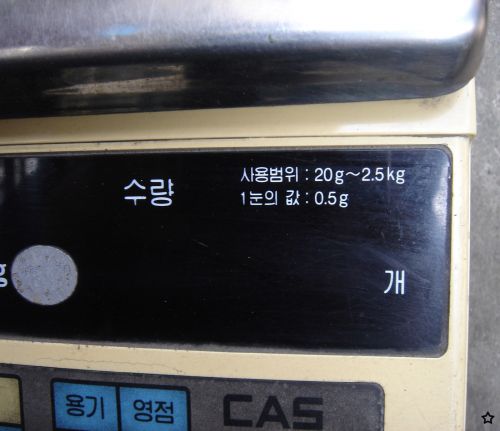 수량
사용범위 : 20g~2.5kg
1눈의 값 : 0.5g
g
개
용기
영점
CAS